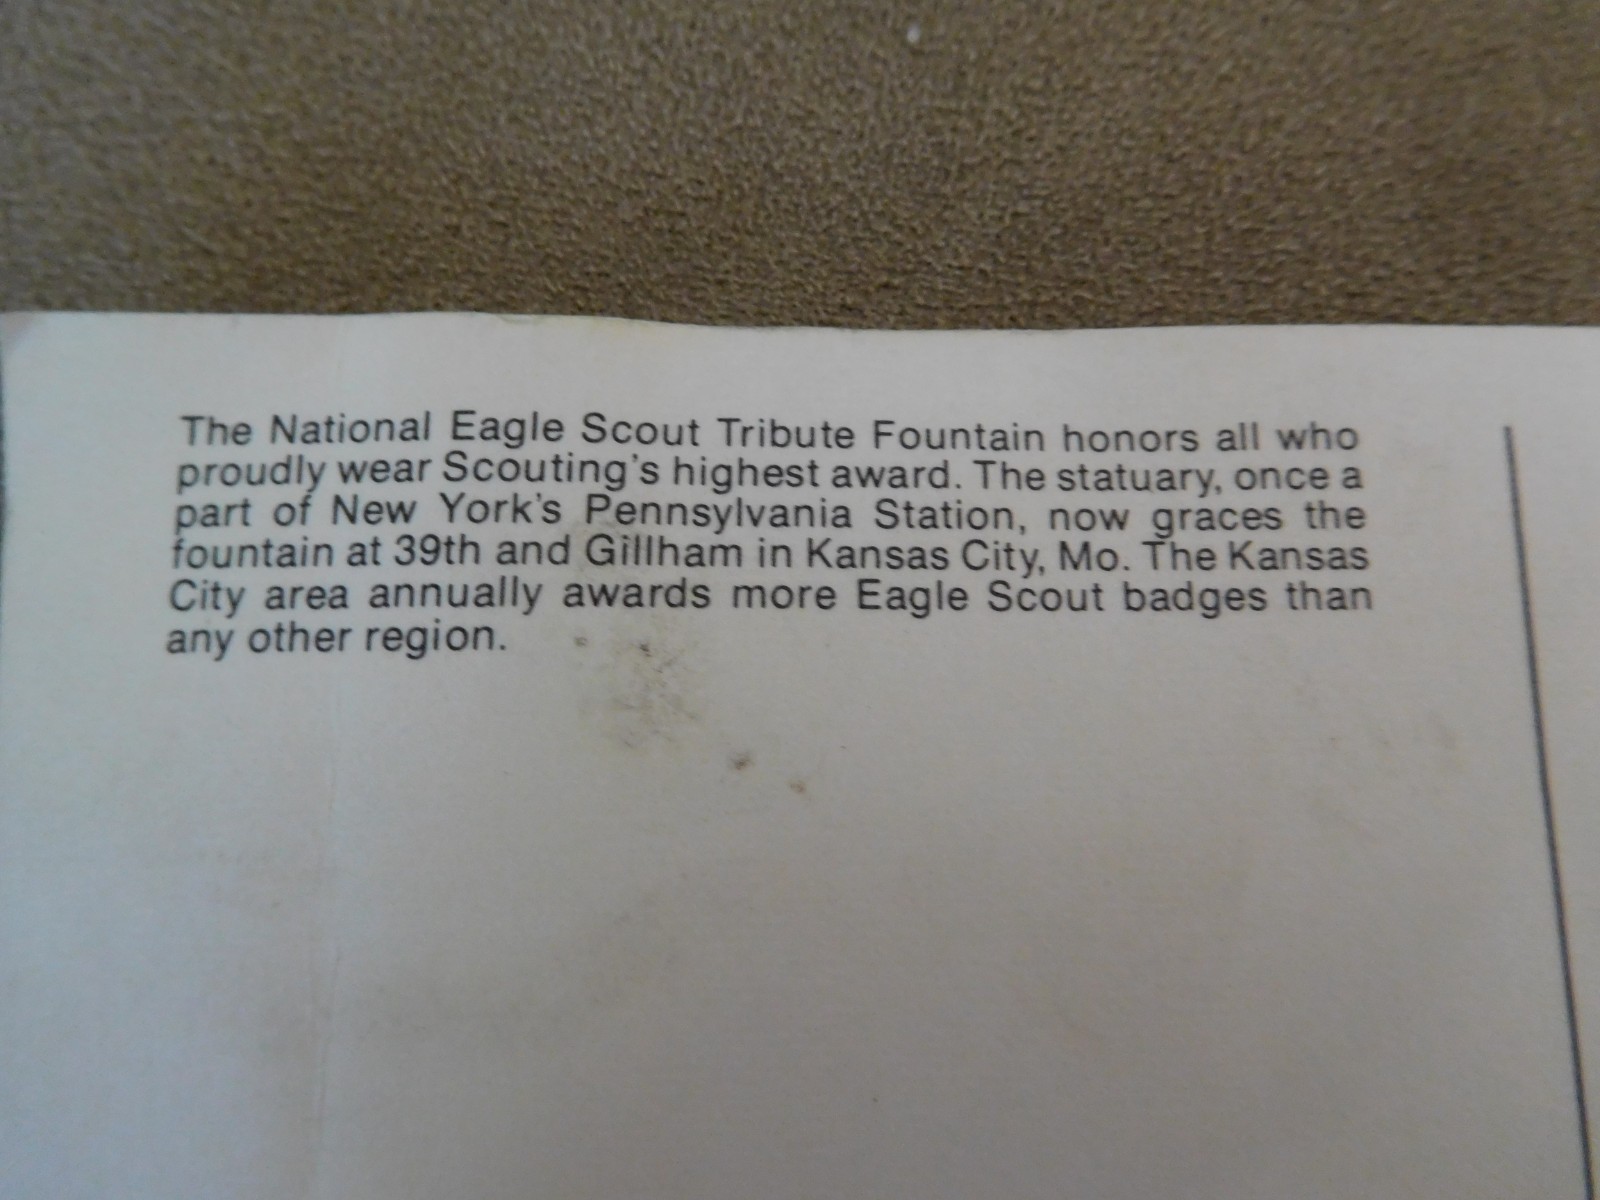 The National Eagle Scout Tribute Fountain honors all who
proudly wear Scouting's highest award. The statuary, once a
part of New York's Pennsylvania Station, now graces the
fountain at 39th and Gillham in Kansas City, Mo. The Kansas
City area annually awards more Eagle Scout badges than
any other region.